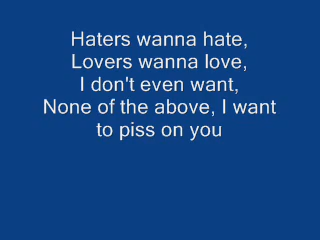 Haters wanna hate,
Lovers wanna love,
I don't even want,
None of the above, I want
to piss on you